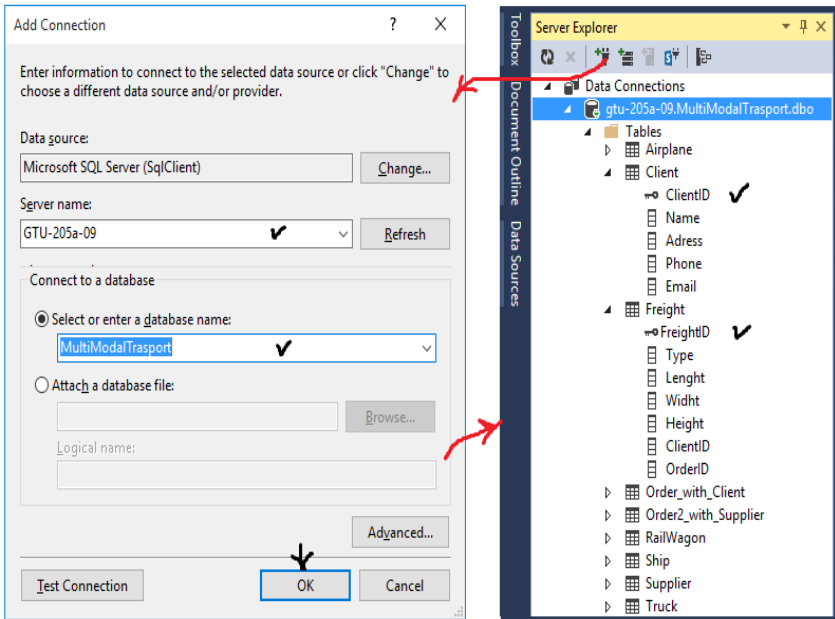 Add Connection
?
Enter information to connect to the selected data source or click "Change" to
choose a different data source and/or provider.
Data source:
Microsoft SQL Server (SqlClient)
Change...
Server name:
GTU-205a-09
Refresh
Connect to a database
Select or enter a database name:
MultiModalTrasport
Attach a database file:
Browse...
Logical name:
Advanced...
Test Connection
OK
Cancel
Toolbox
Document Outline
Data Sources
Server Explorer
Data Connections
gtu-205a-09.MultiModalTrasport.dbo
Tables
Airplane
Client
ClientID
Name
Adress
Phone
Email
Freight
FreightID
Type
Lenght
Widht
Height
ClientID
OrderID
Order_with_Client
Order2_with_Supplier
RailWagon
Ship
Supplier
Truck